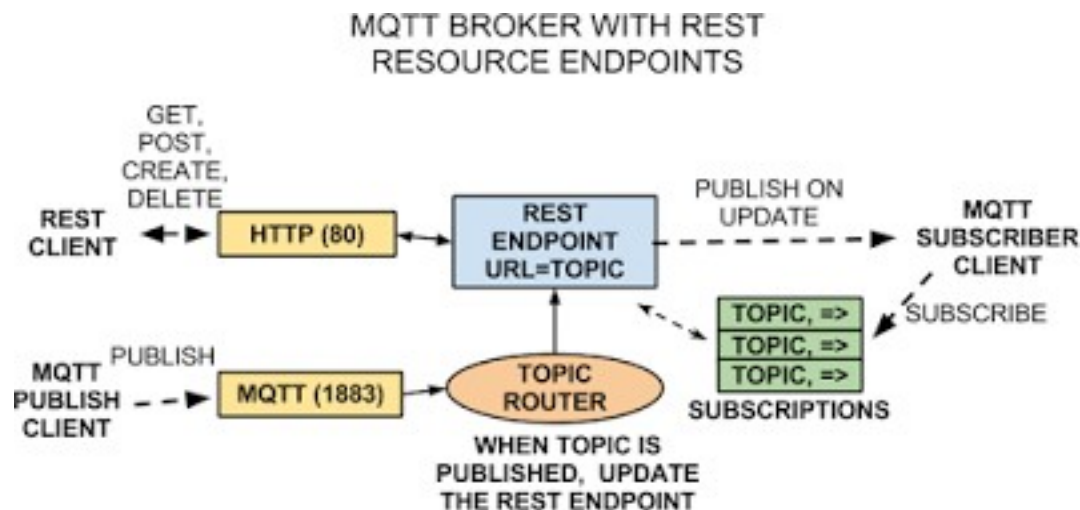 MQTT BROKER WITH REST
RESOURCE ENDPOINTS
GET,
POST,
CREATE,
DELETE
REST
CLIENT
HTTP (80)
REST
ENDPOINT
URL=TOPIC
PUBLISH ON
UPDATE
MQTT
SUBSCRIBER
CLIENT
SUBSCRIBE
TOPIC, =>
TOPIC, =>
TOPIC, =>
SUBSCRIPTIONS
MQTT
PUBLISH
CLIENT
PUBLISH
MQTT (1883)
TOPIC
ROUTER
WHEN TOPIC IS
PUBLISHED, UPDATE
THE REST ENDPOINT